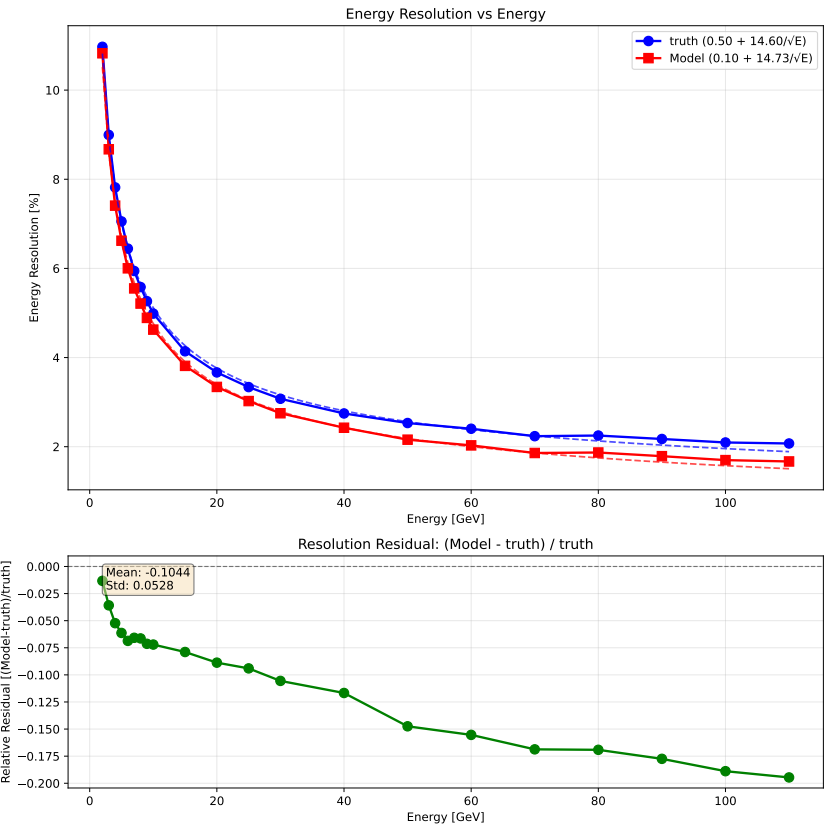 Energy Resolution vs Energy
truth (0.50 + 14.60/√E)
Model (0.10 + 14.73/√E)
Energy Resolution [%]
10
8
6
4
2
0
20
40
60
80
100
Energy [GeV]
Resolution Residual: (Model - truth) / truth
Mean: -0.1044
Std: 0.0528
Relative Residual [(Model-truth)/truth]
0.000
−0.025
−0.050
−0.075
−0.100
−0.125
−0.150
−0.175
−0.200
0
20
40
60
80
100
Energy [GeV]